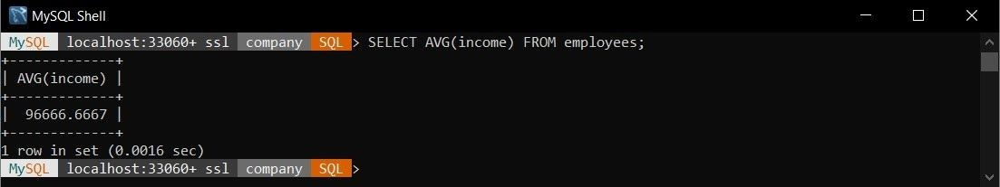 MySQL Shell
MySQL localhost:33060+ ssl company SQL> SELECT AVG(income) FROM employees;
+-------------+
| AVG(income) |
+-------------+
|  96666.6667 |
+-------------+
1 row in set (0.0016 sec)
MySQL localhost:33060+ ssl company SQL>